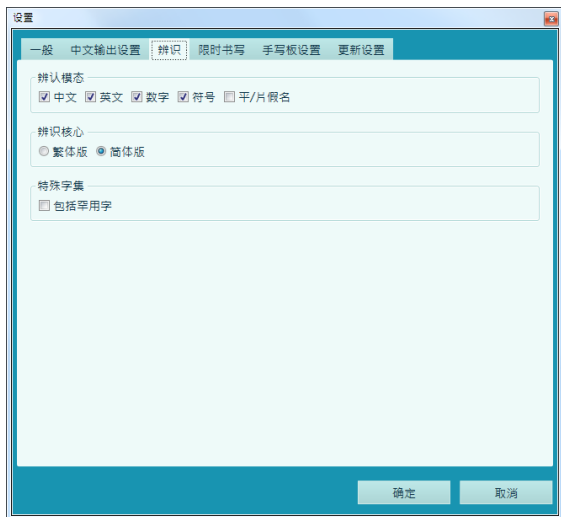 设置
一般 中文输出设置 辨识 限时书写 手写板设置 更新设置
辨认模态
中文 英文 数字 符号 平/片假名
辨识核心
繁体版 简体版
特殊字集
包括罕用字
确定 取消